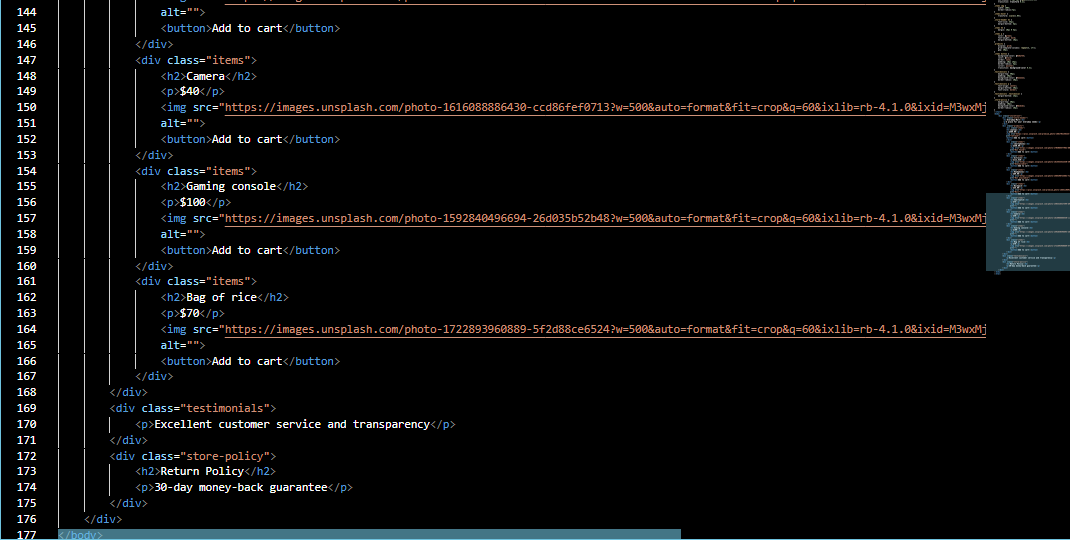 144 alt="">
145 <button>Add to cart</button>
146 </div>
147 <div class="items">
148 <h2>Camera</h2>
149 <p>$40</p>
150 <img src="https://images.unsplash.com/photo-1616088886430-ccd86fef0713?w=500&auto=format&fit=crop&q=60&ixlib=rb-4.1.0&ixid=M3wxMj
151 alt="">
152 <button>Add to cart</button>
153 </div>
154 <div class="items">
155 <h2>Gaming console</h2>
156 <p>$100</p>
157 <img src="https://images.unsplash.com/photo-1592840496694-26d035b52b48?w=500&auto=format&fit=crop&q=60&ixlib=rb-4.1.0&ixid=M3wxMj
158 alt="">
159 <button>Add to cart</button>
160 </div>
161 <div class="items">
162 <h2>Bag of rice</h2>
163 <p>$70</p>
164 <img src="https://images.unsplash.com/photo-1722893960889-5f2d88ce6524?w=500&auto=format&fit=crop&q=60&ixlib=rb-4.1.0&ixid=M3wxMj
165 alt="">
166 <button>Add to cart</button>
167 </div>
168 </div>
169 <div class="testimonials">
170 <p>Excellent customer service and transparency</p>
171 </div>
172 <div class="store-policy">
173 <h2>Return Policy</h2>
174 <p>30-day money-back guarantee</p>
175 </div>
176 </div>
177 </body>